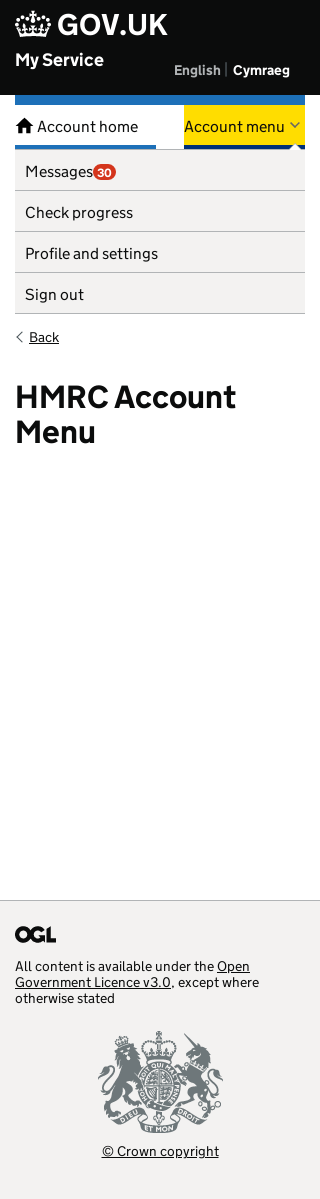 GOV.UK
My Service
English | Cymraeg
Account home
Account menu
Messages 30
Check progress
Profile and settings
Sign out
Back
HMRC Account
Menu
OGL
All content is available under the Open
Government Licence v3.0, except where
otherwise stated
DIEU ET MON DROIT
© Crown copyright